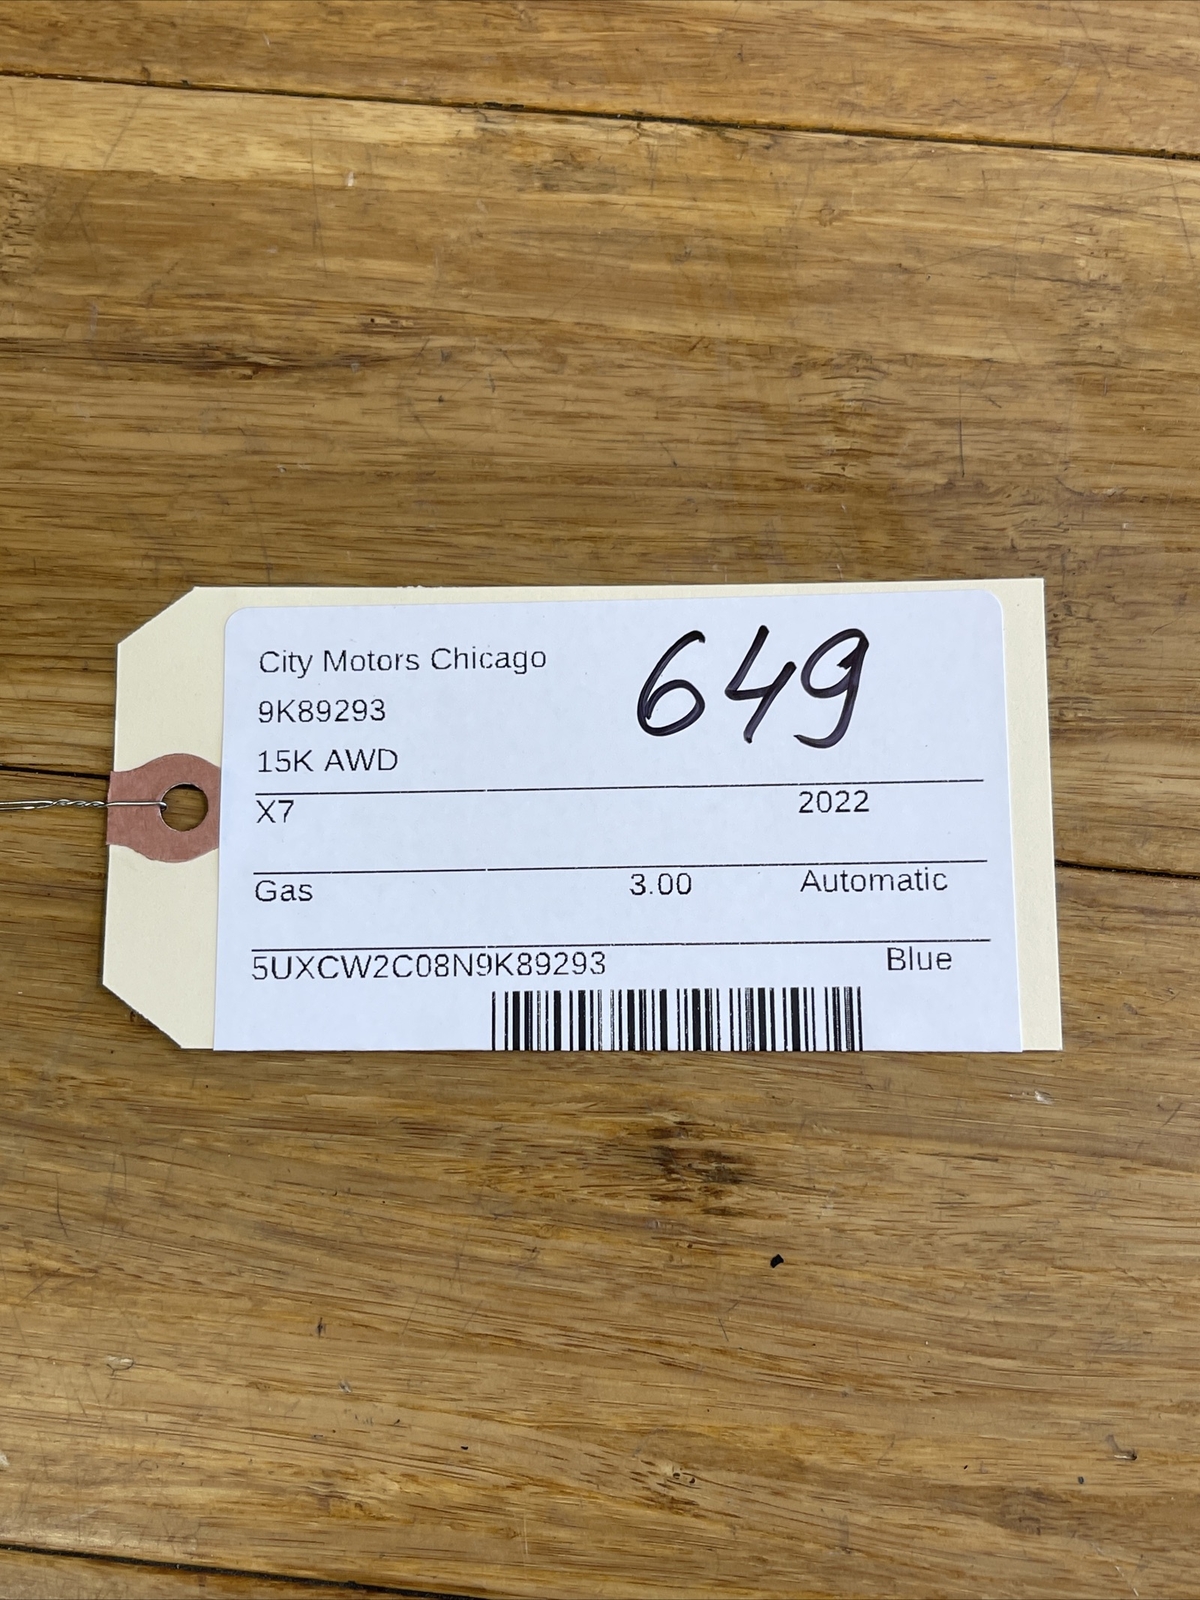 City Motors Chicago
649
9K89293
15K AWD
X7 2022
Gas 3.00 Automatic
5UXCW2C08N9K89293 Blue